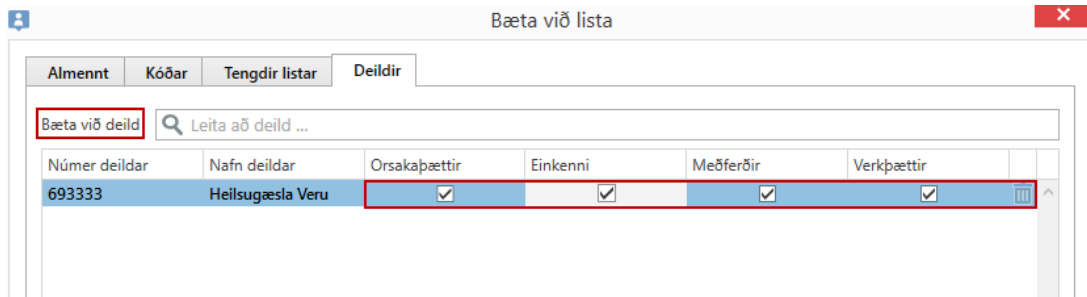 Bæta við lista
Almennt Kóðar Tengdir listar Deildir
Bæta við deild Leita að deild ...
Númer deildar Nafn deildar Orsakaþættir Einkenni Meðferðir Verkþættir
693333 Heilsugæsla Veru